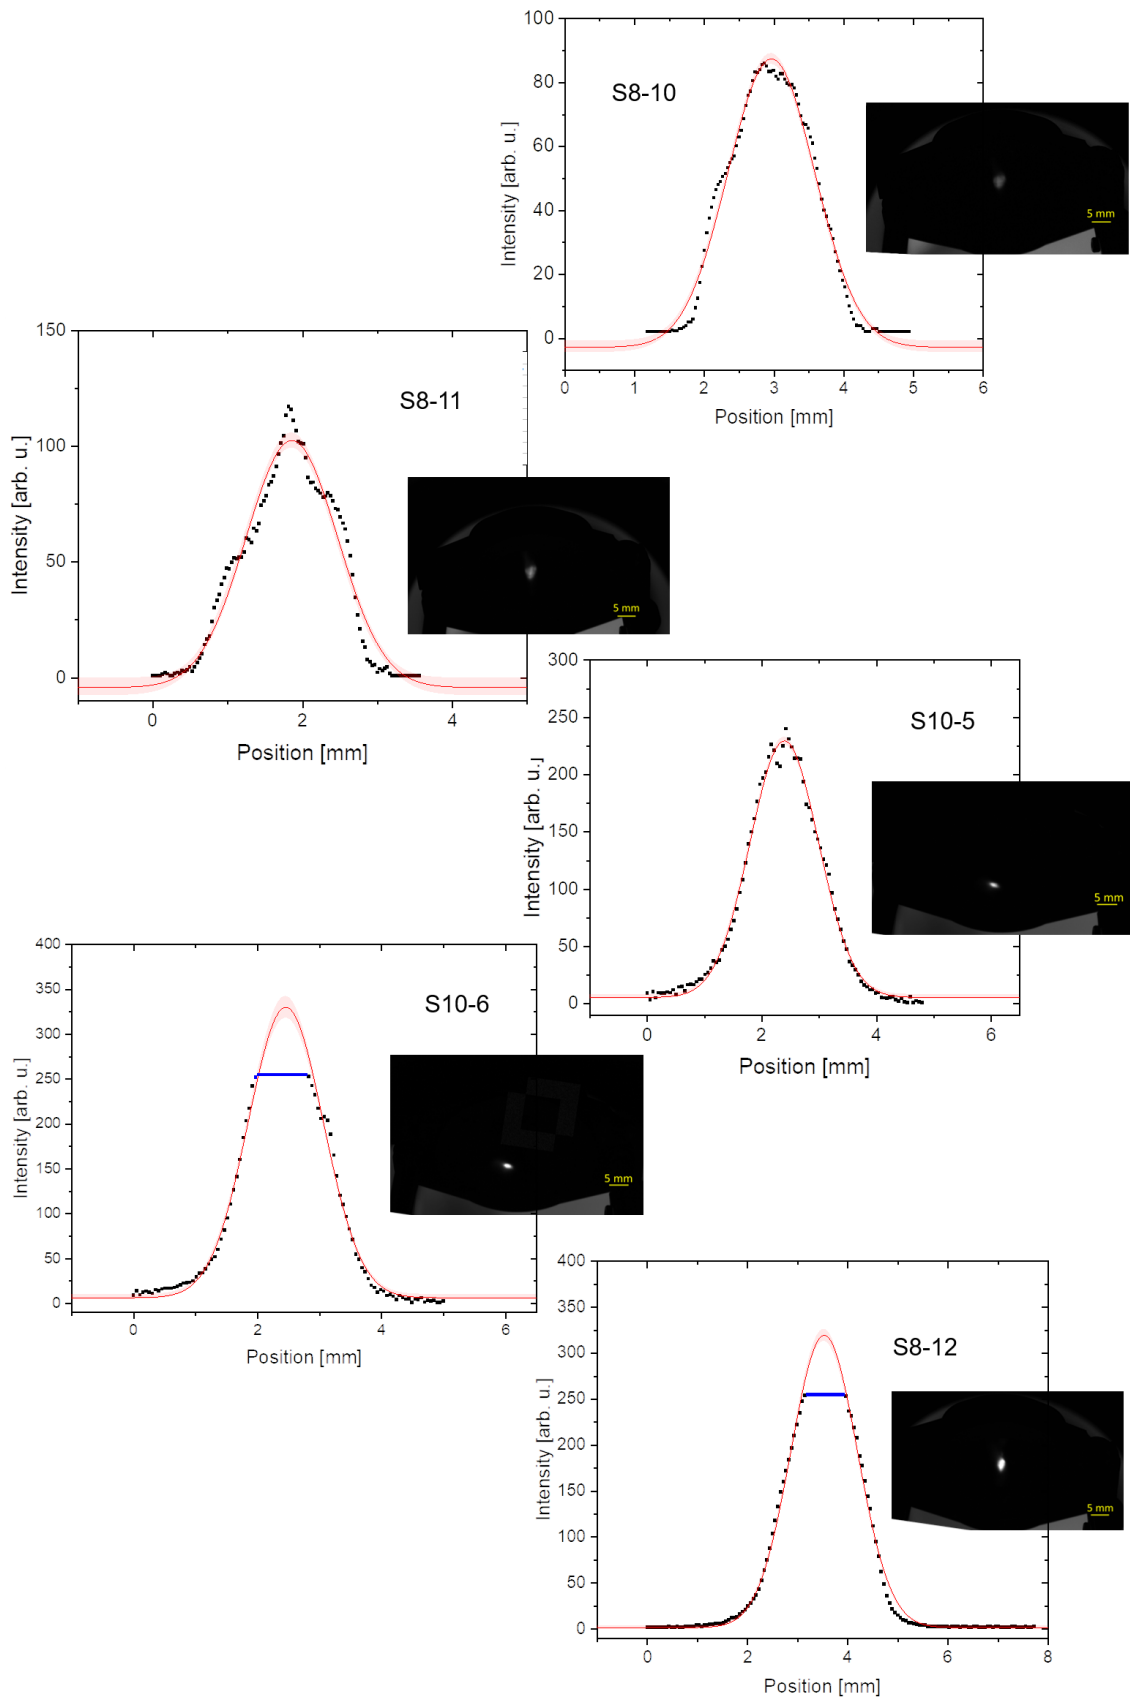 100
80
60
40
20
0
Intensity [arb. u.]
S8-10
5 mm
0 1 2 3 4 5 6
Position [mm]
150
100
50
0
Intensity [arb. u.]
S8-11
5 mm
0 2 4
Position [mm]
300
250
200
150
100
50
0
Intensity [arb. u.]
S10-5
5 mm
0 2 4 6
Position [mm]
400
350
300
250
200
150
100
50
0
Intensity [arb. u.]
S10-6
5 mm
0 2 4 6
Position [mm]
400
350
300
250
200
150
100
50
0
Intensity [arb. u.]
S8-12
5 mm
0 2 4 6 8
Position [mm]